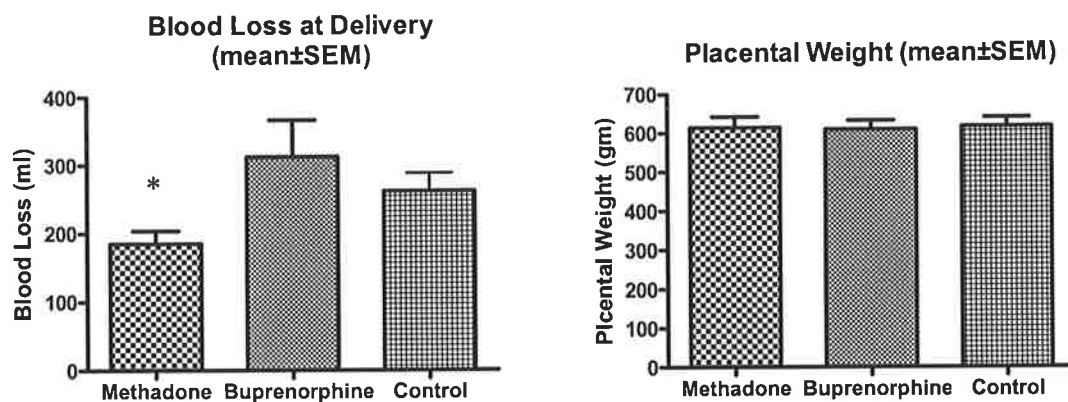 Blood Loss at Delivery
(mean±SEM)
Blood Loss (ml)
400
300
200
100
0
*
Methadone Buprenorphine Control
Placental Weight (mean±SEM)
Plcental Weight (gm)
700
600
500
400
300
200
100
0
Methadone Buprenorphine Control